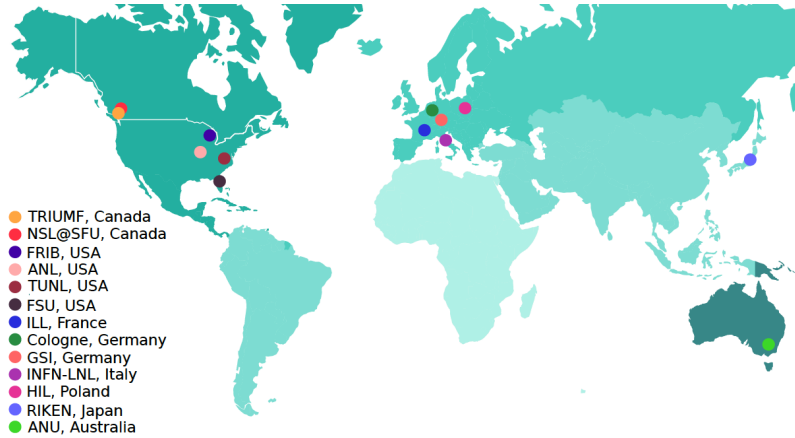 TRIUMF, Canada
NSL@SFU, Canada
FRIB, USA
ANL, USA
TUNL, USA
FSU, USA
ILL, France
Cologne, Germany
GSI, Germany
INFN-LNL, Italy
HIL, Poland
RIKEN, Japan
ANU, Australia